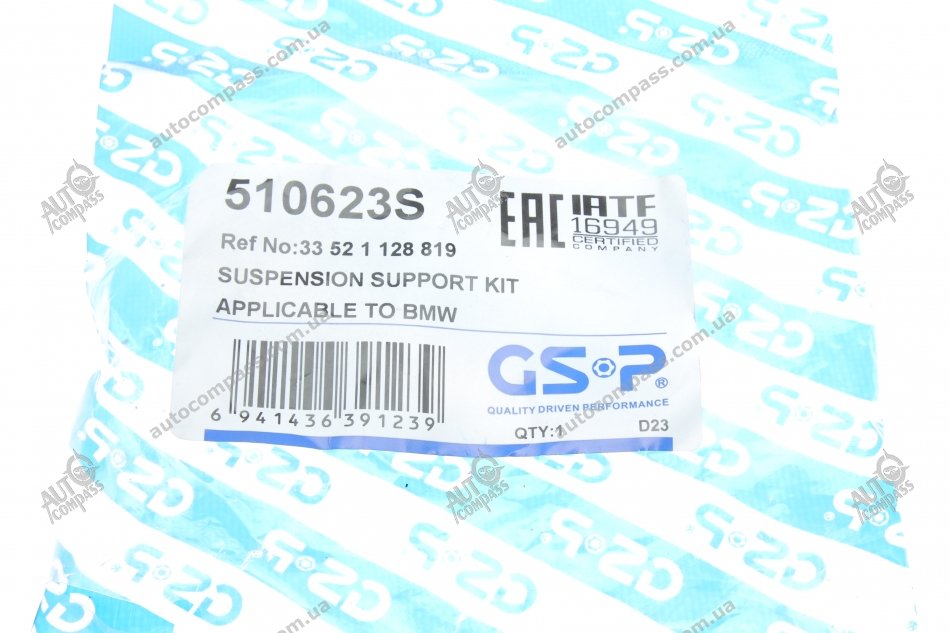 510623S
EAC
IATF
16949
CERTIFIED
COMPANY
Ref No:33 52 1 128 819
SUSPENSION SUPPORT KIT
APPLICABLE TO BMW
GSP®
QUALITY DRIVEN PERFORMANCE
6 941436 391239
QTY:1
D23
AUTO COMPASS
autocompass.com.ua